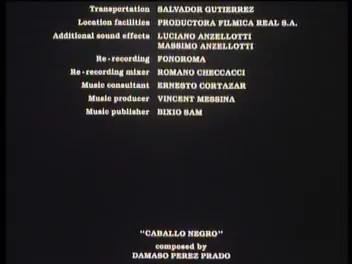 Transportation SALVADOR GUTIERREZ
Location facilities PRODUCTORA FILMICA REAL S.A.
Additional sound effects LUCIANO ANZELLOTTI
MASSIMO ANZELLOTTI
Re-recording FONOROMA
Re-recording mixer ROMANO CHECCACCI
Music consultant ERNESTO CORTAZAR
Music producer VINCENT MESSINA
Music publisher BIXIO SAM
"CABALLO NEGRO"
composed by
DAMASO PEREZ PRADO